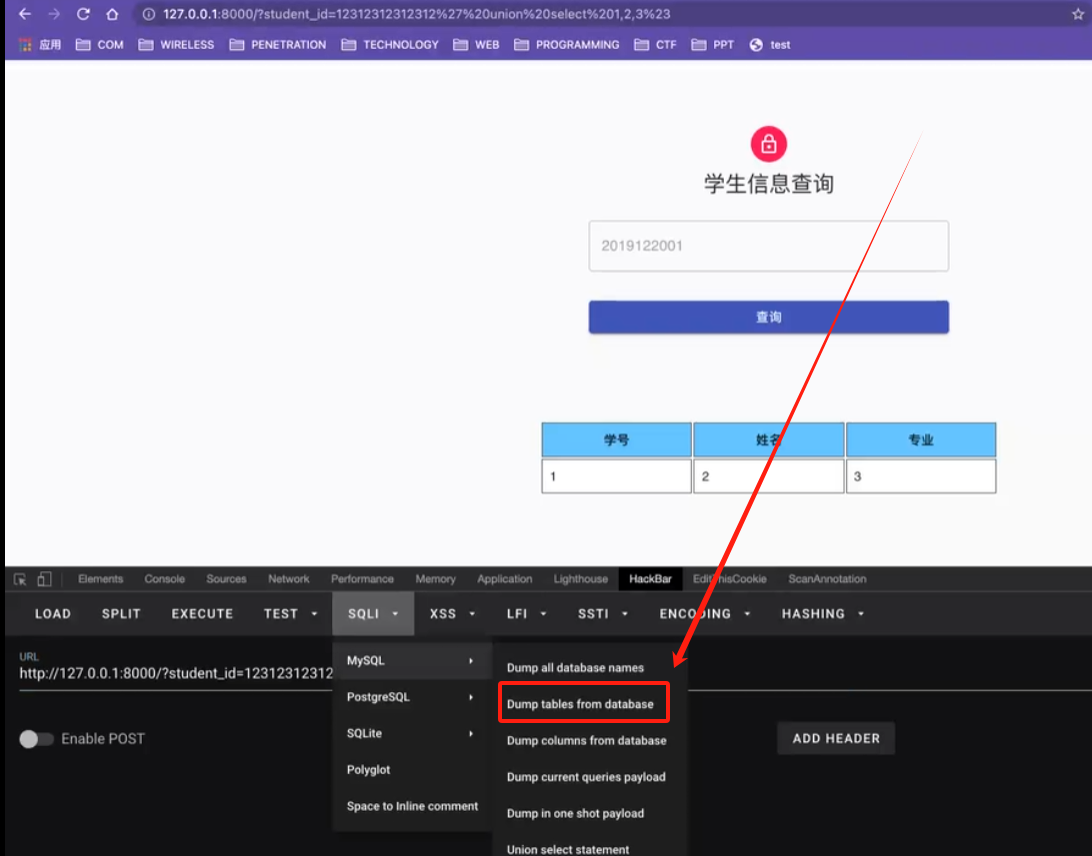 127.0.0.1:8000/?student_id=12312312312312%27%20union%20select%201,2,3%23
应用 COM WIRELESS PENETRATION TECHNOLOGY WEB PROGRAMMING CTF PPT test
学生信息查询
2019122001
查询
学号 姓名 专业
1 2 3
Elements Console Sources Network Performance Memory Application Lighthouse HackBar EditThisCookie ScanAnnotation
LOAD SPLIT EXECUTE TEST SQLI XSS LFI SSTI ENCODING HASHING
URL
http://127.0.0.1:8000/?student_id=12312312312
MySQL
PostgreSQL
SQLite
Polyglot
Space to Inline comment
Dump all database names
Dump tables from database
Dump columns from database
Dump current queries payload
Dump in one shot payload
Union select statement
Enable POST
ADD HEADER